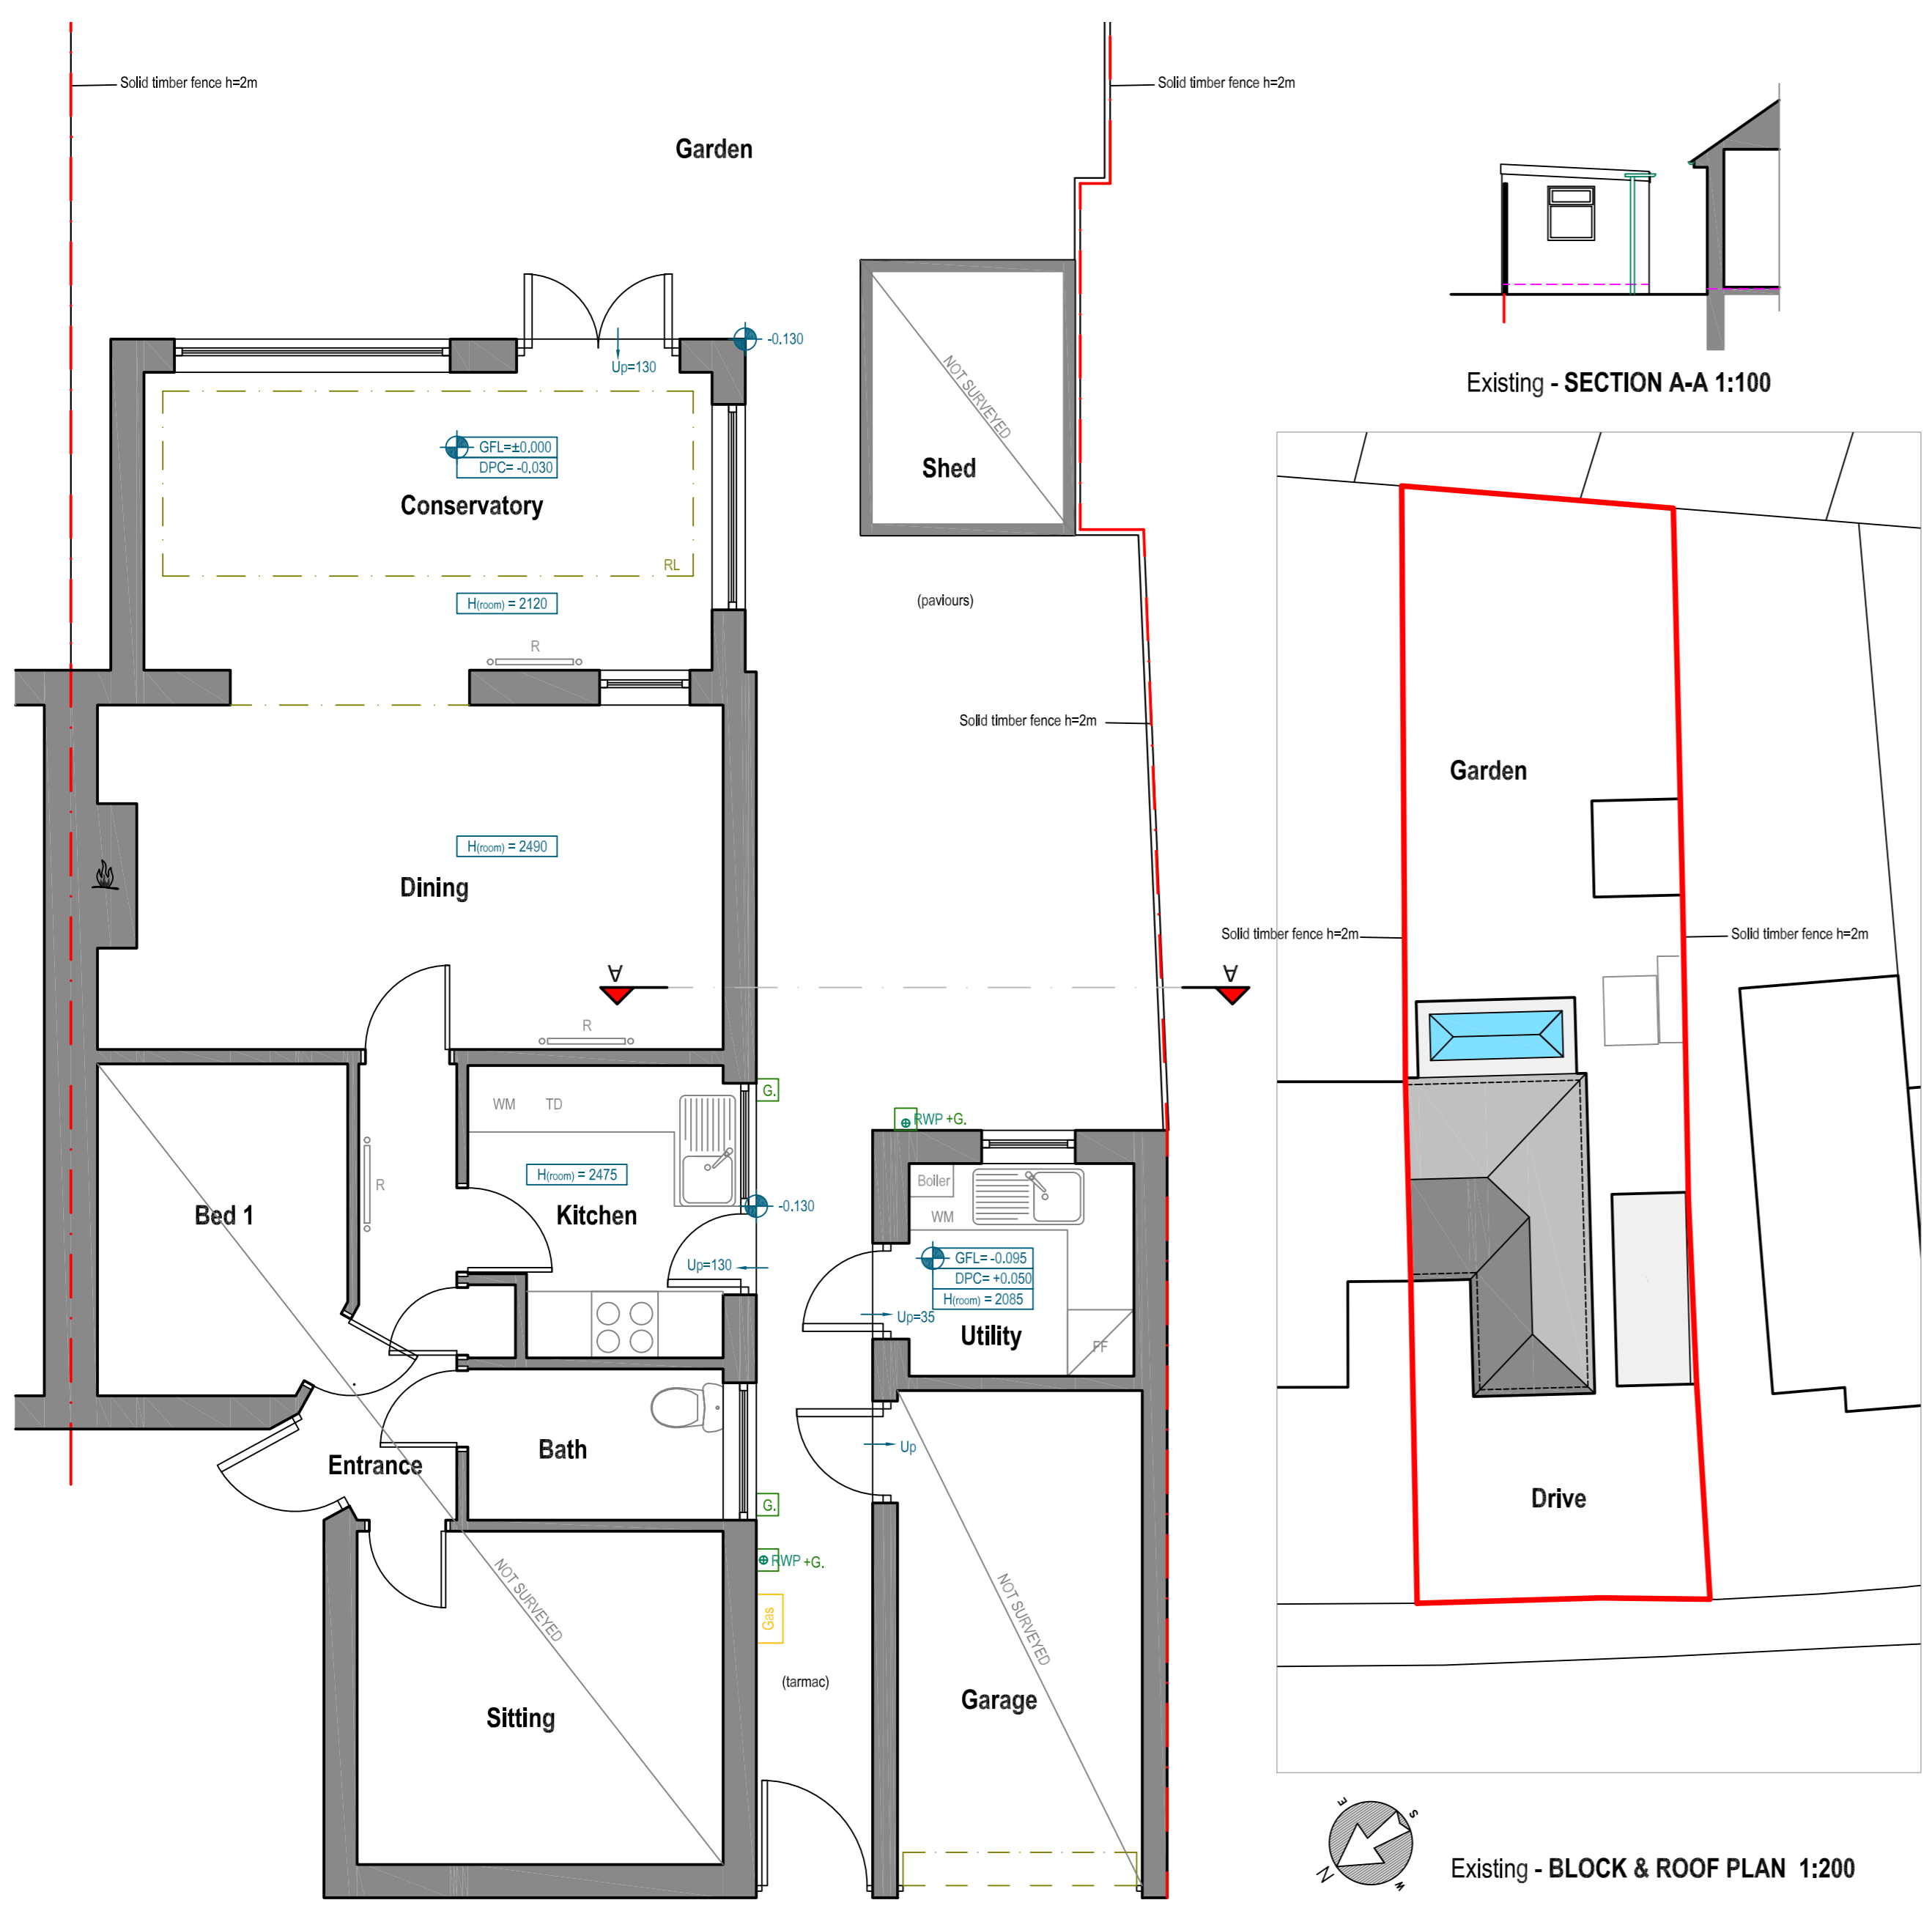 Solid timber fence h=2m
Solid timber fence h=2m
Garden
-0.130
Up=130
NOT SURVEYED
Shed
GFL=±0.000
DPC= -0.030
Conservatory
RL
H(room) = 2120
R
(paviours)
Solid timber fence h=2m
H(room) = 2490
Dining
A
A
R
WM TD
G.
RWP +G.
H(room) = 2475
Kitchen
R
Bed 1
-0.130
Up=130
Boiler
WM
GFL= -0.095
DPC= +0.050
H(room) = 2085
Up=35
Utility
FF
Bath
Entrance
Up
G.
RWP +G.
Gas
NOT SURVEYED
NOT SURVEYED
(tarmac)
Sitting
Garage
Existing - SECTION A-A 1:100
Garden
Solid timber fence h=2m
Solid timber fence h=2m
Drive
E
S
N
W
Existing - BLOCK & ROOF PLAN 1:200